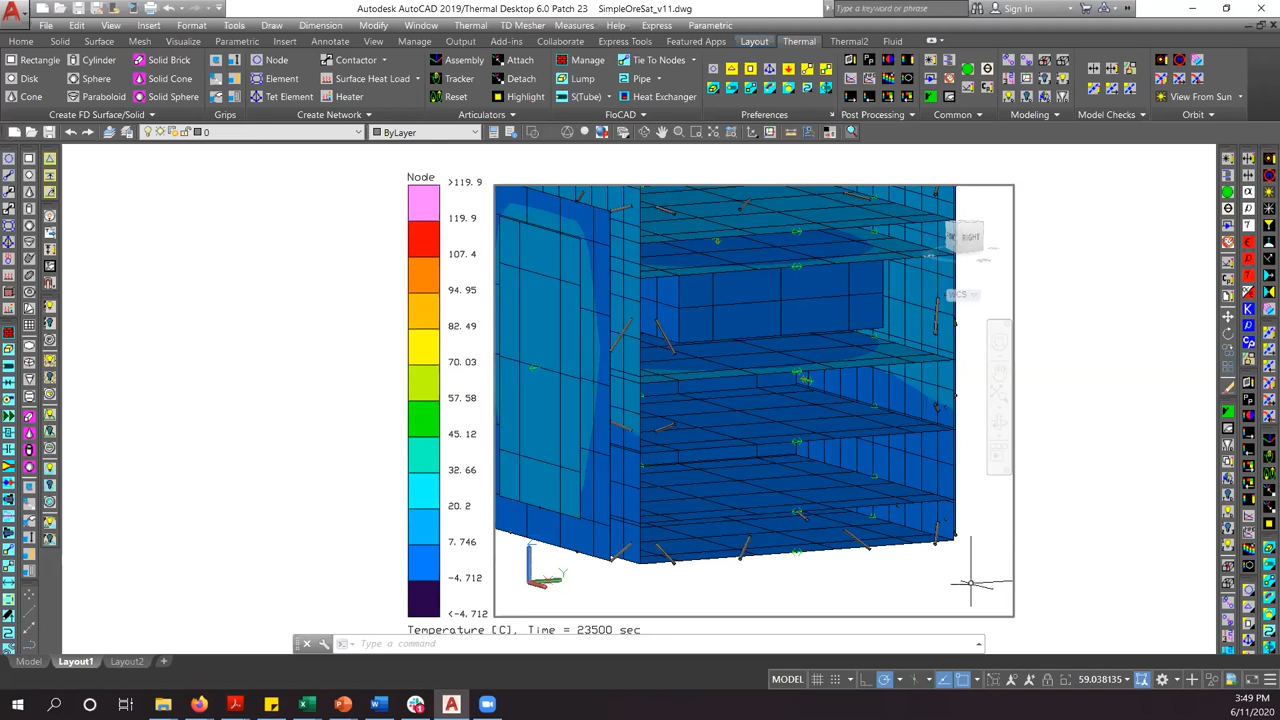 Autodesk AutoCAD 2019/Thermal Desktop 6.0 Patch 23 SimpleOreSat_v11.dwg
Type a keyword or phrase
Sign In
File Edit View Insert Format Tools Draw Dimension Modify Window Thermal TD Mesher Measures Help Express Parametric
Home Solid Surface Mesh Visualize Parametric Insert Annotate View Manage Output Add-ins Collaborate Express Tools Featured Apps Layout Thermal Thermal2 Fluid
Rectangle Cylinder Solid Brick Node Contactor Assembly Attach Manage Tie To Nodes
Disk Sphere Solid Cone Element Surface Heat Load Tracker Detach Lump Pipe
Cone Paraboloid Solid Sphere Tet Element Heater Reset Highlight S(Tube) Heat Exchanger View From Sun
Create FD Surface/Solid Grips Create Network Articulators FloCAD Preferences Post Processing Common Modeling Model Checks Orbit
0 ByLayer
Node
>119.9
119.9
107.4
94.95
82.49
70.03
57.58
45.12
32.66
20.2
7.746
-4.712
<-4.712
RIGHT
WCS
Y
Temperature [C], Time = 23500 sec
Type a command
Model Layout1 Layout2 +
MODEL 59.038135
3:49 PM
6/11/2020